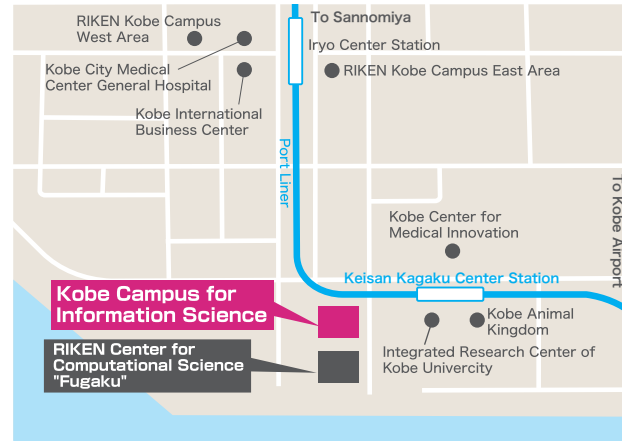 RIKEN Kobe Campus
West Area
To Sannomiya
Iryo Center Station
Kobe City Medical
Center General Hospital
RIKEN Kobe Campus East Area
Kobe International
Business Center
Port Liner
To Kobe Airport
Kobe Center for
Medical Innovation
Keisan Kagaku Center Station
Kobe Campus for
Information Science
Kobe Animal
Kingdom
RIKEN Center for
Computational Science
"Fugaku"
Integrated Research Center of
Kobe Univercity